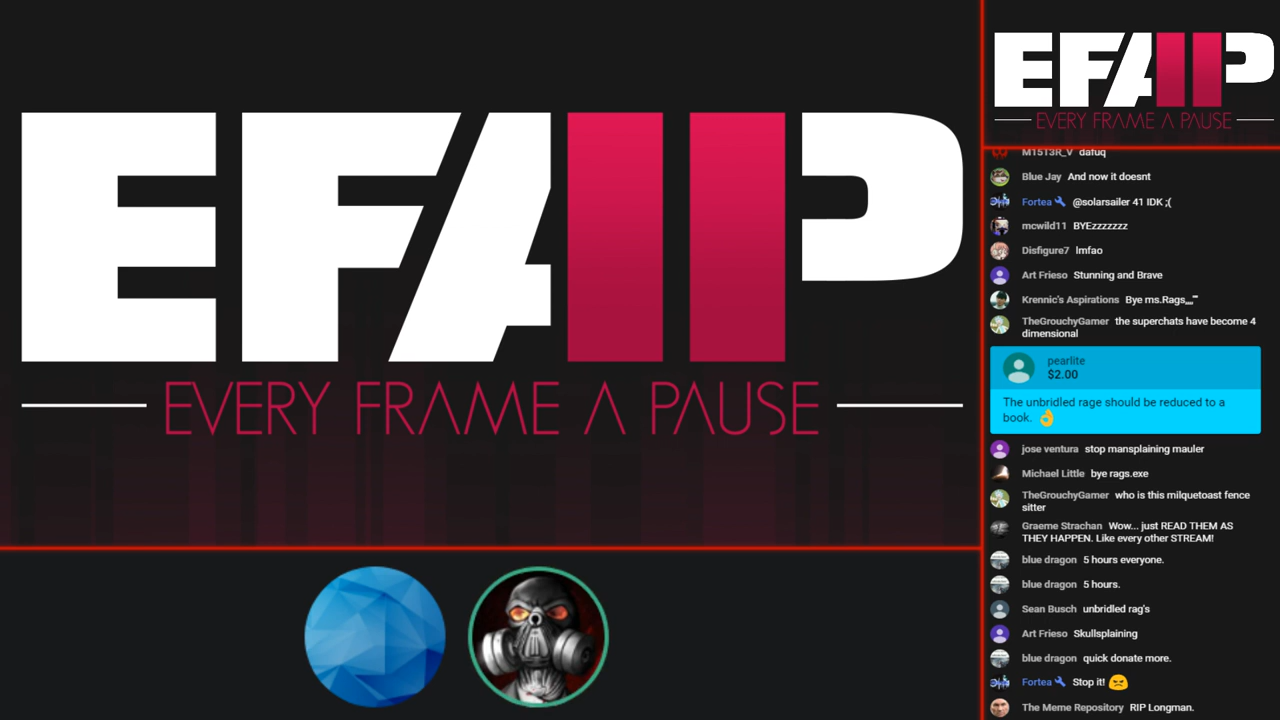 EFAP
EVERY FRAME A PAUSE
EFAP
EVERY FRAME A PAUSE
M15T3R_V dafuq
Blue Jay And now it doesnt
Fortea @solarsailer 41 IDK ;(
mcwild11 BYEzzzzzzz
Disfigure7 lmfao
Art Frieso Stunning and Brave
Krennic's Aspirations Bye ms.Rags,,,,'"'
TheGrouchyGamer the superchats have become 4
dimensional
pearlite
$2.00
The unbridled rage should be reduced to a
book. 👌
jose ventura stop mansplaining mauler
Michael Little bye rags.exe
TheGrouchyGamer who is this milquetoast fence
sitter
Graeme Strachan Wow... just READ THEM AS
THEY HAPPEN. Like every other STREAM!
blue dragon 5 hours everyone.
blue dragon 5 hours.
Sean Busch unbridled rag's
Art Frieso Skullsplaining
blue dragon quick donate more.
Fortea Stop it! 😠
The Meme Repository RIP Longman.